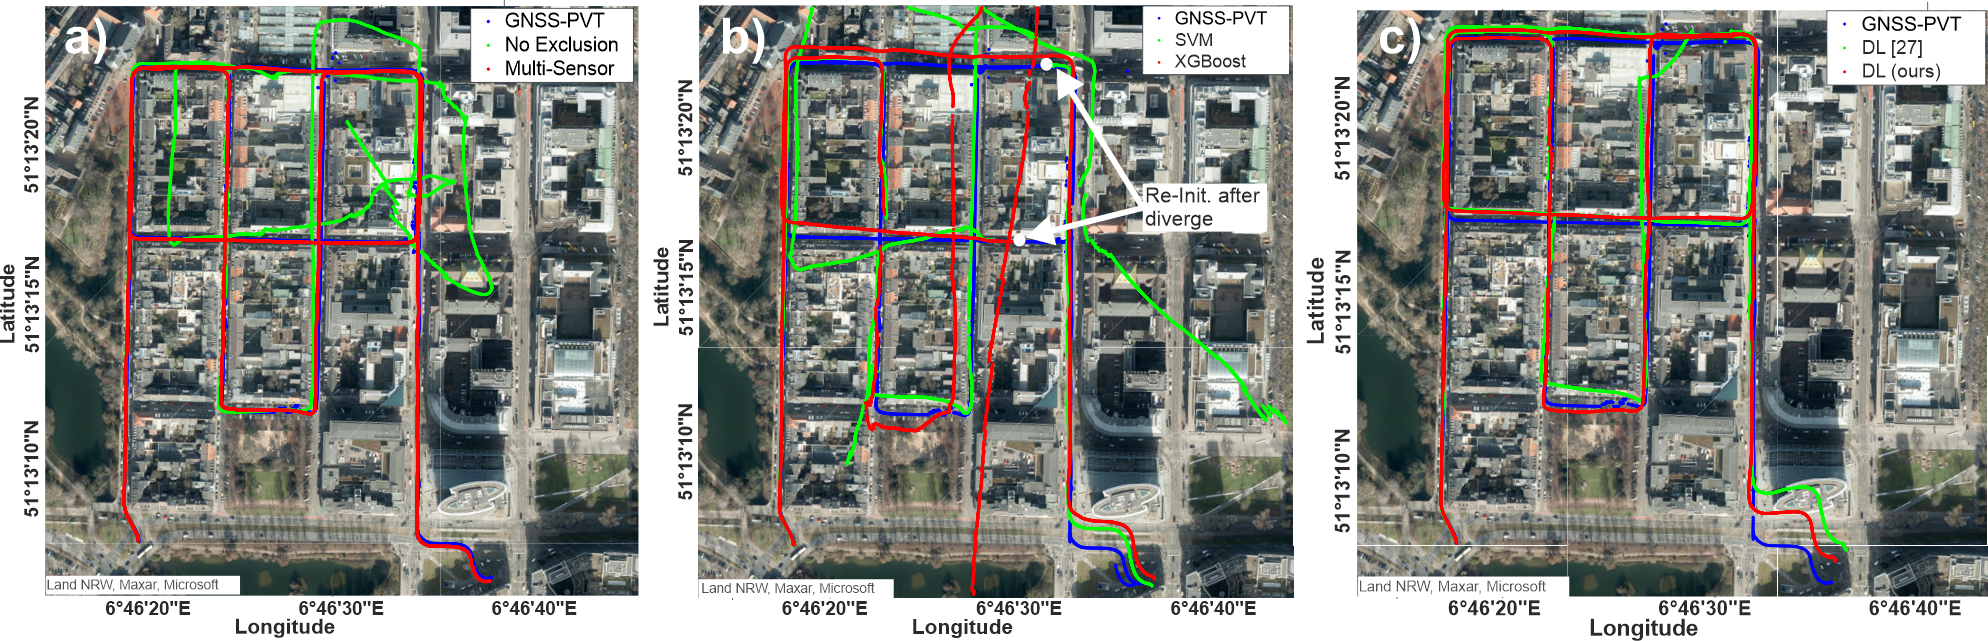 a)
GNSS-PVT
No Exclusion
Multi-Sensor
Latitude
51°13'20"N
51°13'15"N
51°13'10"N
Land NRW, Maxar, Microsoft
6°46'20"E
6°46'30"E
6°46'40"E
Longitude
b)
GNSS-PVT
SVM
XGBoost
Re-Init. after
diverge
Latitude
51°13'20"N
51°13'15"N
51°13'10"N
Land NRW, Maxar, Microsoft
6°46'20"E
6°46'30"E
6°46'40"E
Longitude
c)
GNSS-PVT
DL [27]
DL (ours)
Latitude
51°13'20"N
51°13'15"N
51°13'10"N
Land NRW, Maxar, Microsoft
6°46'20"E
6°46'30"E
6°46'40"E
Longitude